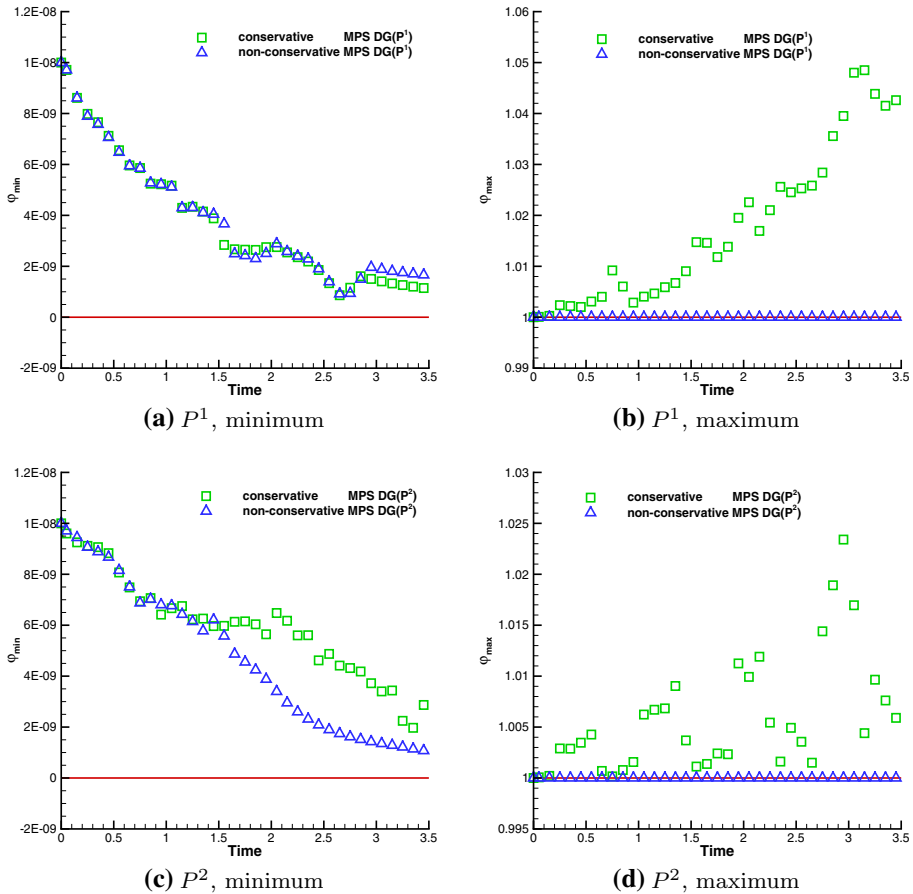 1.2E-08
conservative MPS DG(P¹)
non-conservative MPS DG(P¹)
1E-08
8E-09
6E-09
φmin
4E-09
2E-09
0
-2E-09
0 0.5 1 1.5 2 2.5 3 3.5
Time
(a) P¹, minimum
1.06
conservative MPS DG(P¹)
non-conservative MPS DG(P¹)
1.05
1.04
1.03
φmax
1.02
1.01
1
0.99
0 0.5 1 1.5 2 2.5 3 3.5
Time
(b) P¹, maximum
1.2E-08
conservative MPS DG(P²)
non-conservative MPS DG(P²)
1E-08
8E-09
6E-09
φmin
4E-09
2E-09
0
-2E-09
0 0.5 1 1.5 2 2.5 3 3.5
Time
(c) P², minimum
1.03
conservative MPS DG(P²)
non-conservative MPS DG(P²)
1.025
1.02
1.015
φmax
1.01
1.005
1
0.995
0 0.5 1 1.5 2 2.5 3 3.5
Time
(d) P², maximum